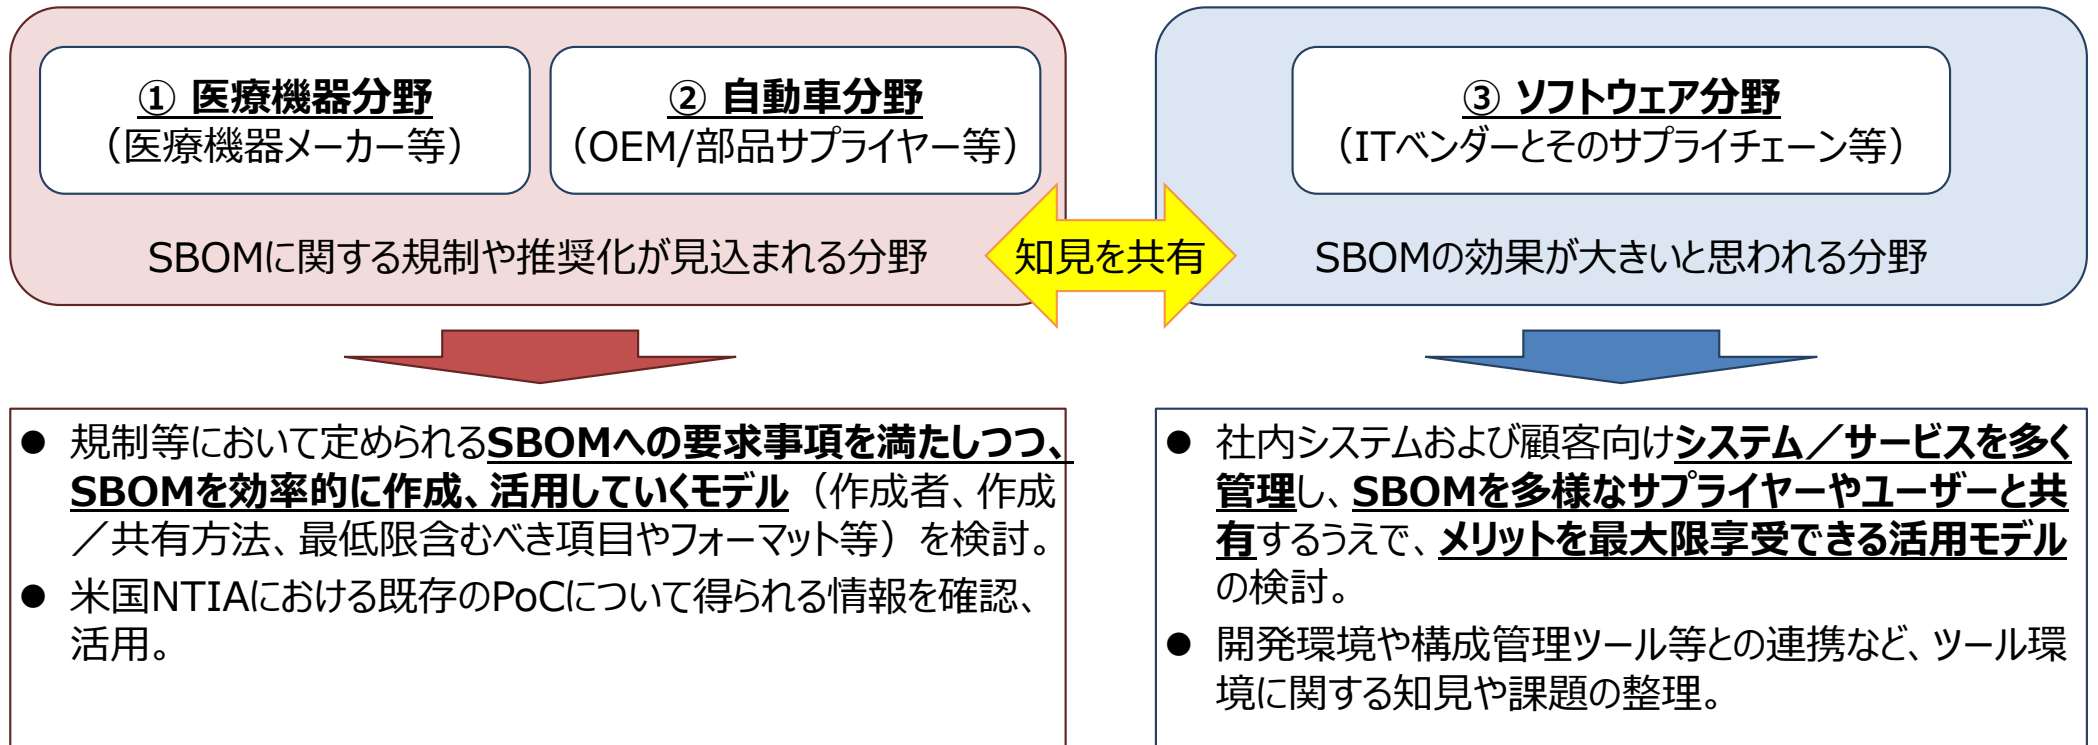 ① 医療機器分野
（医療機器メーカー等）
② 自動車分野
（OEM/部品サプライヤー等）
SBOMに関する規制や推奨化が見込まれる分野
知見を共有
③ ソフトウェア分野
（ITベンダーとそのサプライチェーン等）
SBOMの効果が大きいと思われる分野
● 規制等において定められるSBOMへの要求事項を満たしつつ、
SBOMを効率的に作成、活用していくモデル（作成者、作成
／共有方法、最低限含むべき項目やフォーマット等）を検討。
● 米国NTIAにおける既存のPoCについて得られる情報を確認、
活用。
● 社内システムおよび顧客向けシステム／サービスを多く
管理し、SBOMを多様なサプライヤーやユーザーと共
有するうえで、メリットを最大限享受できる活用モデル
の検討。
● 開発環境や構成管理ツール等との連携など、ツール環
境に関する知見や課題の整理。